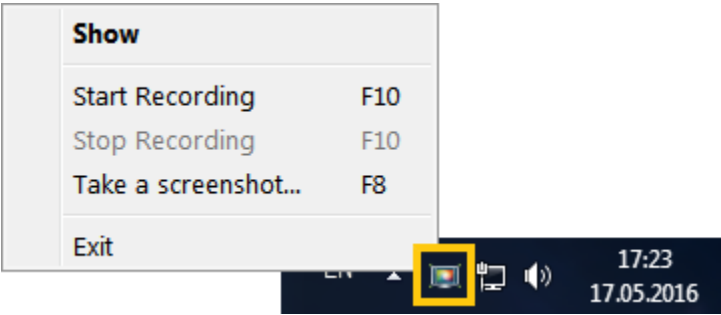 Show
Start Recording F10
Stop Recording F10
Take a screenshot... F8
Exit
EN
17:23
17.05.2016